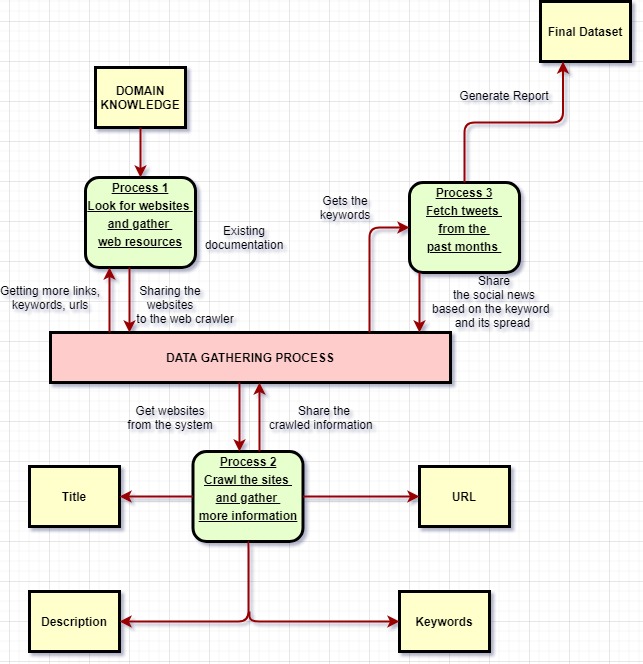 Final Dataset
DOMAIN
KNOWLEDGE
Generate Report
Process 1
Look for websites
and gather
web resources
Existing
documentation
Gets the
keywords
Process 3
Fetch tweets
from the
past months
Getting more links,
keywords, urls
Sharing the
websites
to the web crawler
Share
the social news
based on the keyword
and its spread
DATA GATHERING PROCESS
Get websites
from the system
Share the
crawled information
Process 2
Crawl the sites
and gather
more information
Title
URL
Description
Keywords